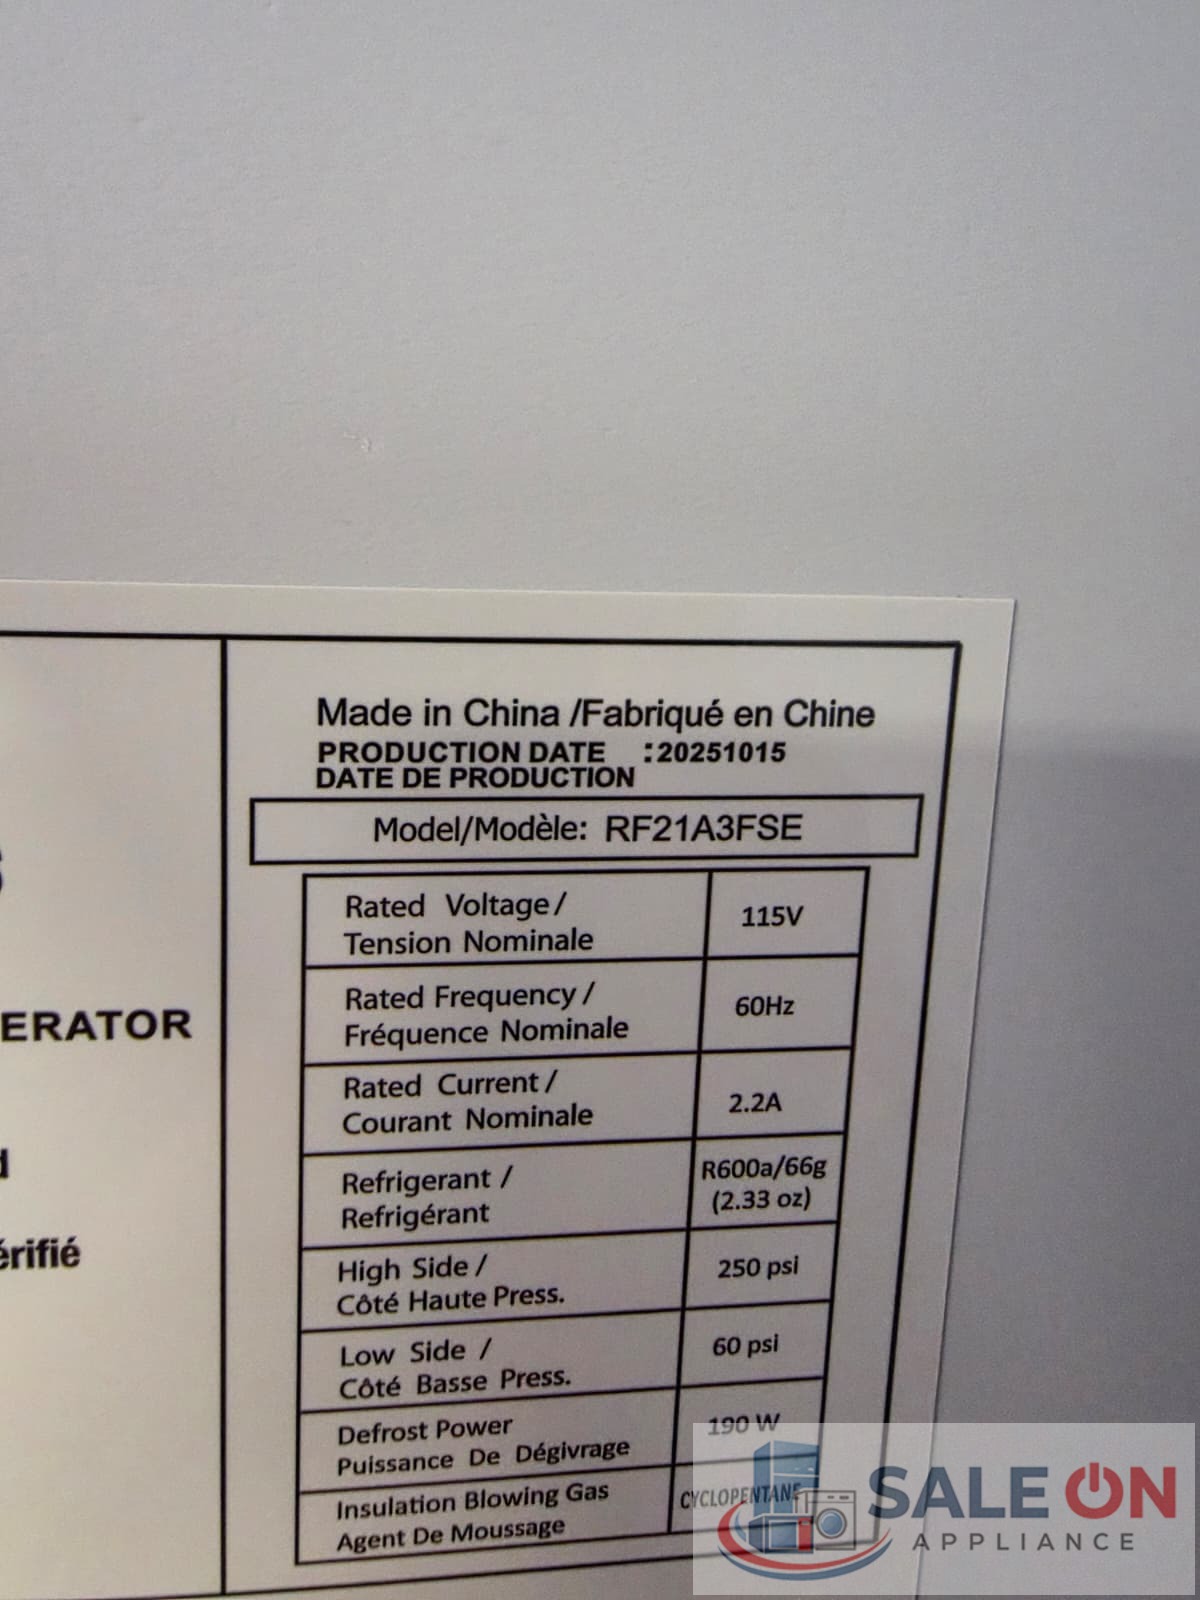 Made in China /Fabriqué en Chine
PRODUCTION DATE :20251015
DATE DE PRODUCTION
Model/Modèle: RF21A3FSE
Rated Voltage/
Tension Nominale
115V
Rated Frequency/
Fréquence Nominale
60Hz
Rated Current/
Courant Nominale
2.2A
Refrigerant /
Refrigérant
R600a/66g
(2.33 oz)
High Side/
Côté Haute Press.
250 psi
Low Side /
Côté Basse Press.
60 psi
Defrost Power
Puissance De Dégivrage
190 W
Insulation Blowing Gas
Agent De Moussage
CYCLOPENTANE
ERATOR
érifié
SALE ON
APPLIANCE